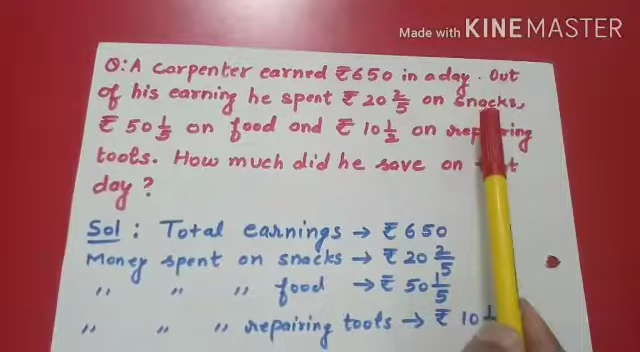 Made with KINEMASTER
Q: A carpenter earned ₹650 in a day. Out
of his earning he spent ₹ 20 2/5 on snacks,
₹ 50 1/5 on food and ₹ 10 1/2 on repairing
tools. How much did he save on
day?
Sol: Total earnings → ₹ 650
Money spent on snacks → ₹ 20 2/5
,, ,, ,, food → ₹ 50 1/5
,, ,, ,, repairing tools → ₹ 10